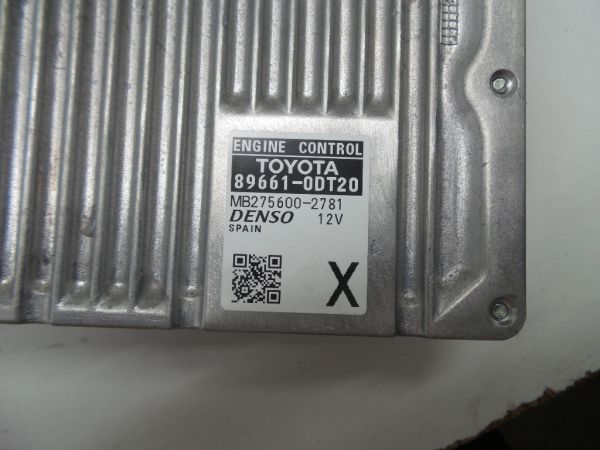 ENGINE CONTROL
TOYOTA
89661-0DT20
MB275600-2781
DENSO 12V
SPAIN
X